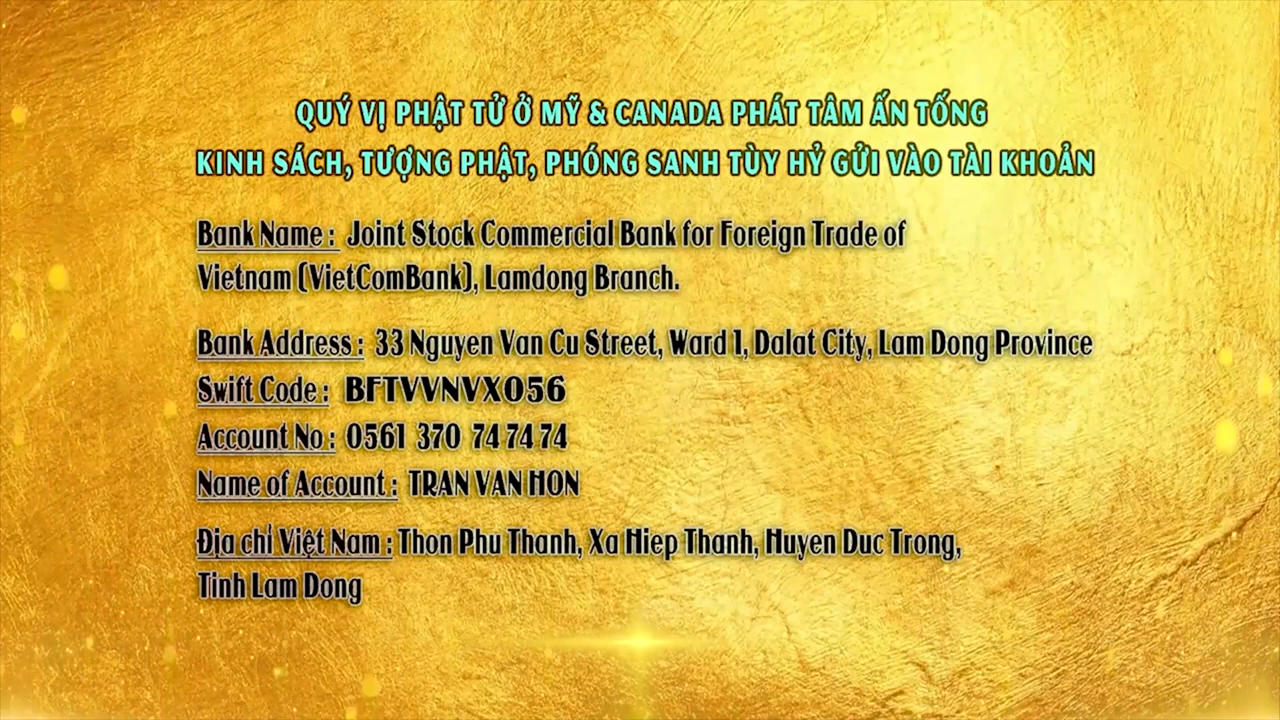 QUÝ VỊ PHẬT TỬ Ở MỸ & CANADA PHÁT TÂM ẤN TỐNG
KINH SÁCH, TƯỢNG PHẬT, PHÓNG SANH TÙY HỶ GỬI VÀO TÀI KHOẢN
Bank Name : Joint Stock Commercial Bank for Foreign Trade of
Vietnam (VietComBank), Lamdong Branch.
Bank Address : 33 Nguyen Van Cu Street, Ward 1, Dalat City, Lam Dong Province
Swift Code : BFTVVNVX056
Account No : 0561 370 74 74 74
Name of Account : TRAN VAN HON
Địa chỉ Việt Nam : Thon Phu Thanh, Xa Hiep Thanh, Huyen Duc Trong,
Tinh Lam Dong